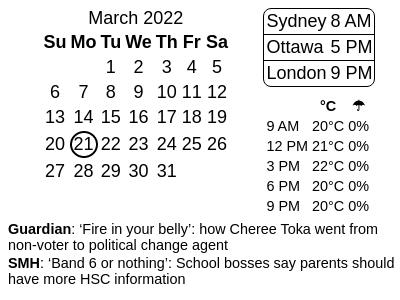 March 2022
Su Mo Tu We Th Fr Sa
1 2 3 4 5
6 7 8 9 10 11 12
13 14 15 16 17 18 19
20 21 22 23 24 25 26
27 28 29 30 31
Sydney 8 AM
Ottawa 5 PM
London 9 PM
°C ☂
9 AM 20°C 0%
12 PM 21°C 0%
3 PM 22°C 0%
6 PM 20°C 0%
9 PM 20°C 0%
Guardian: ‘Fire in your belly’: how Cheree Toka went from
non-voter to political change agent
SMH: ‘Band 6 or nothing’: School bosses say parents should
have more HSC information